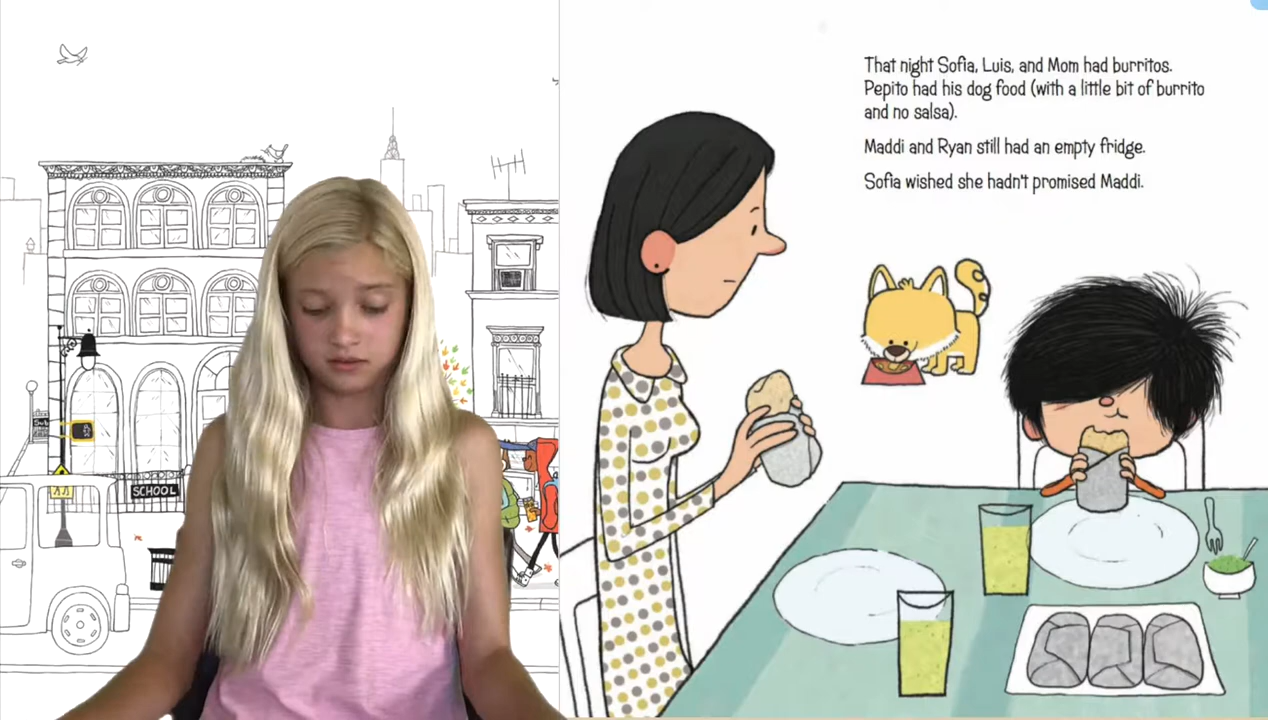 That night Sofia, Luis, and Mom had burritos.
Pepito had his dog food (with a little bit of burrito
and no salsa).
Maddi and Ryan still had an empty fridge.
Sofia wished she hadn't promised Maddi.
SCHOOL